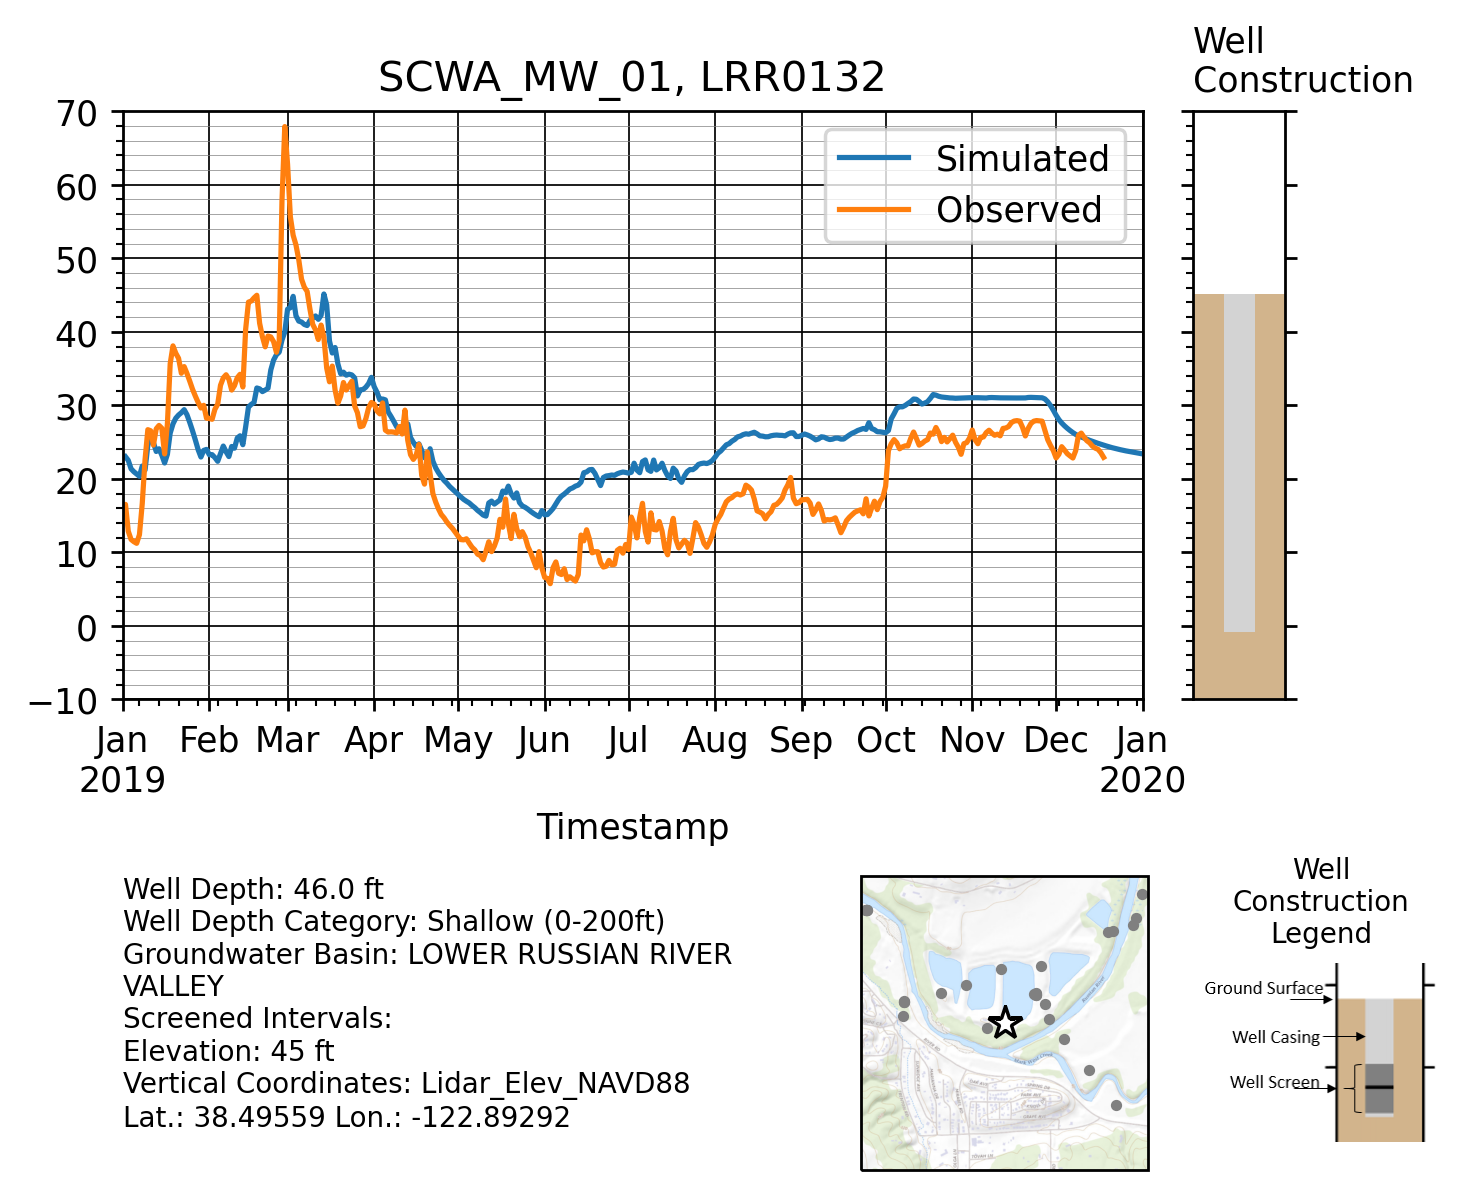 Well
Construction
SCWA_MW_01, LRR0132
70
60
50
40
30
20
10
0
−10
Simulated
Observed
Jan Feb Mar Apr May Jun Jul Aug Sep Oct Nov Dec Jan
2019 2020
Timestamp
Well Depth: 46.0 ft
Well Depth Category: Shallow (0-200ft)
Groundwater Basin: LOWER RUSSIAN RIVER
VALLEY
Screened Intervals:
Elevation: 45 ft
Vertical Coordinates: Lidar_Elev_NAVD88
Lat.: 38.49559 Lon.: -122.89292
Well
Construction
Legend
Ground Surface
Well Casing
Well Screen